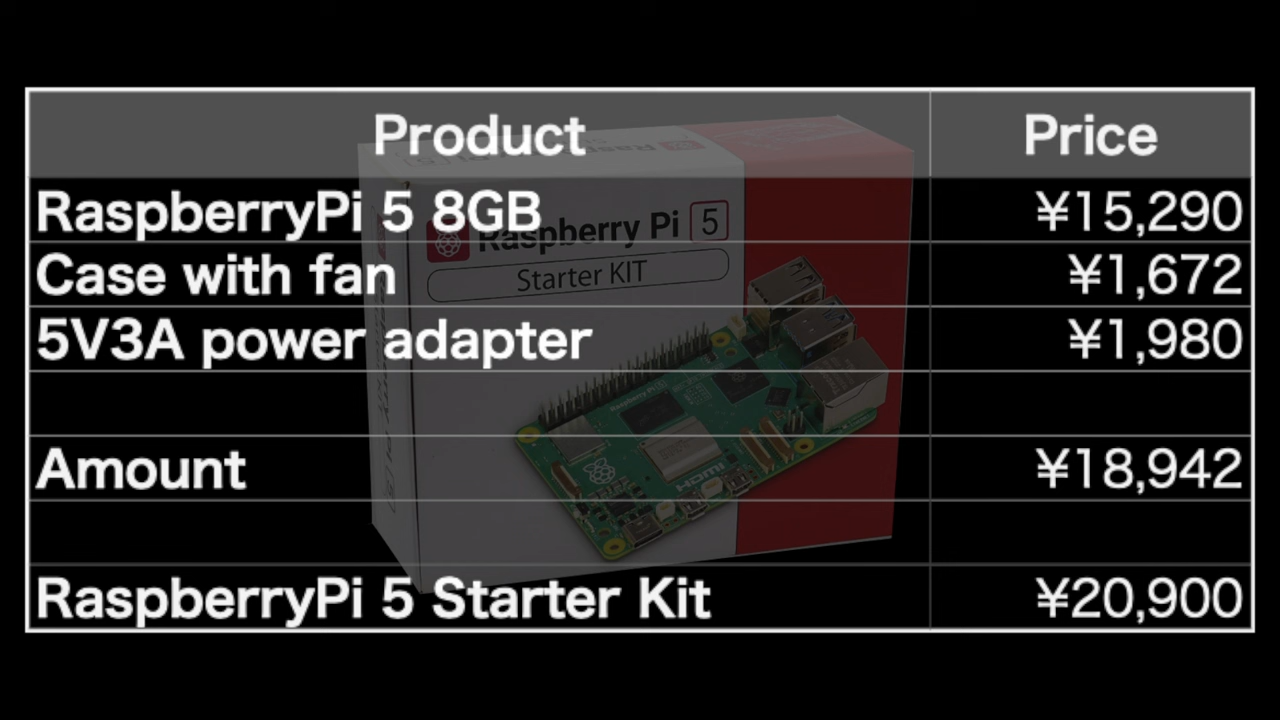 Product Price
RaspberryPi 5 8GB ¥15,290
Case with fan ¥1,672
5V3A power adapter ¥1,980
Amount ¥18,942
RaspberryPi 5 Starter Kit ¥20,900
Raspberry Pi 5
Starter KIT
HDMI